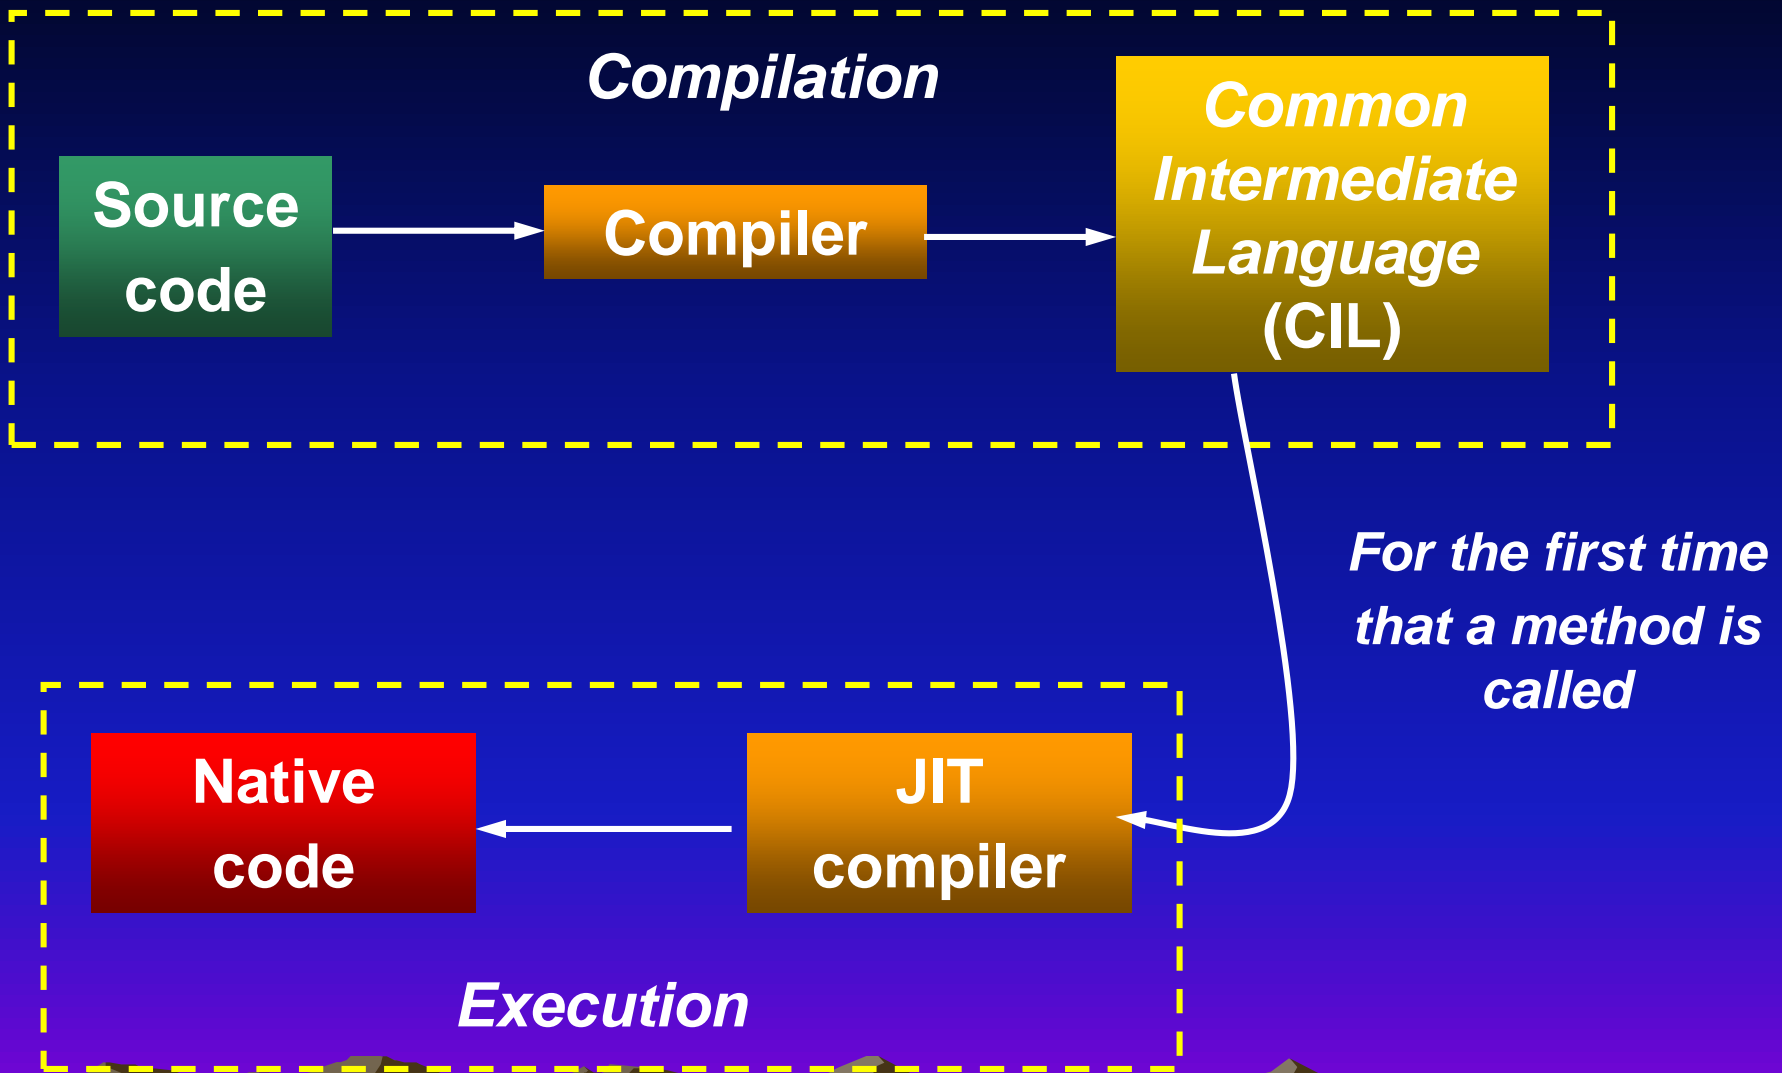 Compilation
Source
code
Compiler
Common
Intermediate
Language
(CIL)
For the first time
that a method is
called
Native
code
JIT
compiler
Execution